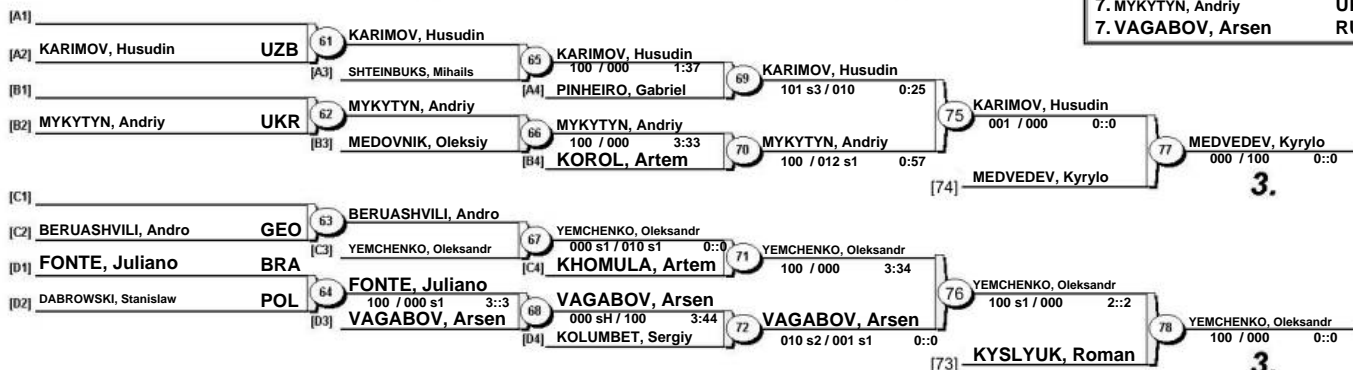 7. MYKYTYN, Andriy
7. VAGABOV, Arsen
[A1]
[A2] KARIMOV, Husudin UZB
61 KARIMOV, Husudin
[A3] SHTEINBUKS, Mihails
65 KARIMOV, Husudin
100 / 000 1:37
[A4] PINHEIRO, Gabriel
69 KARIMOV, Husudin
101 s3 / 010 0:25
[B1]
[B2] MYKYTYN, Andriy UKR
62 MYKYTYN, Andriy
[B3] MEDOVNIK, Oleksiy
66 MYKYTYN, Andriy
100 / 000 3:33
[B4] KOROL, Artem
70 MYKYTYN, Andriy
100 / 012 s1 0:57
75 KARIMOV, Husudin
001 / 000 0::0
[74] MEDVEDEV, Kyrylo
77 MEDVEDEV, Kyrylo
000 / 100 0::0
3.
[C1]
[C2] BERUASHVILI, Andro GEO
63 BERUASHVILI, Andro
[C3] YEMCHENKO, Oleksandr
67 YEMCHENKO, Oleksandr
000 s1 / 010 s1 0::0
[C4] KHOMULA, Artem
71 YEMCHENKO, Oleksandr
100 / 000 3:34
[D1] FONTE, Juliano BRA
[D2] DABROWSKI, Stanislaw POL
64 FONTE, Juliano
100 / 000 s1 3::3
[D3] VAGABOV, Arsen
68 VAGABOV, Arsen
000 sH / 100 3:44
[D4] KOLUMBET, Sergiy
72 VAGABOV, Arsen
010 s2 / 001 s1 0::0
76 YEMCHENKO, Oleksandr
100 s1 / 000 2::2
[73] KYSLYUK, Roman
78 YEMCHENKO, Oleksandr
100 / 000 0::0
3.